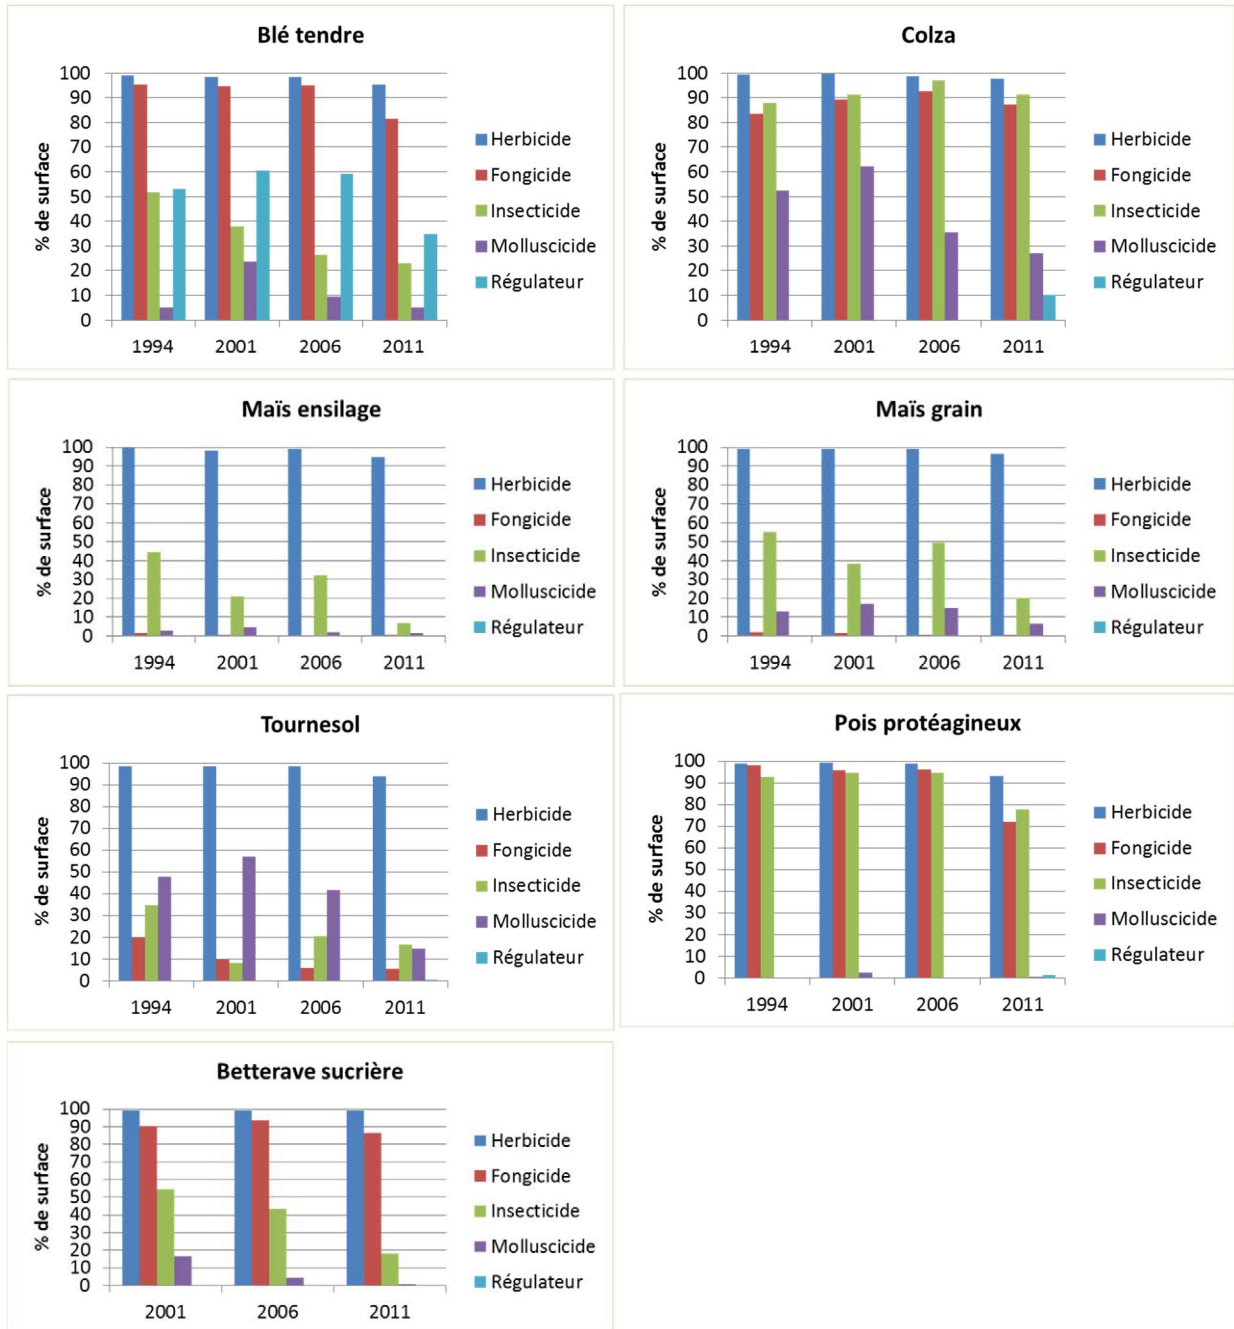 Blé tendre
% de surface
100
90
80
70
60
50
40
30
20
10
0
1994 2001 2006 2011
Herbicide
Fongicide
Insecticide
Molluscicide
Régulateur
Colza
% de surface
100
90
80
70
60
50
40
30
20
10
0
1994 2001 2006 2011
Herbicide
Fongicide
Insecticide
Molluscicide
Régulateur
Maïs ensilage
% de surface
100
90
80
70
60
50
40
30
20
10
0
1994 2001 2006 2011
Herbicide
Fongicide
Insecticide
Molluscicide
Régulateur
Maïs grain
% de surface
100
90
80
70
60
50
40
30
20
10
0
1994 2001 2006 2011
Herbicide
Fongicide
Insecticide
Molluscicide
Régulateur
Tournesol
% de surface
100
90
80
70
60
50
40
30
20
10
0
1994 2001 2006 2011
Herbicide
Fongicide
Insecticide
Molluscicide
Régulateur
Pois protéagineux
% de surface
100
90
80
70
60
50
40
30
20
10
0
1994 2001 2006 2011
Herbicide
Fongicide
Insecticide
Molluscicide
Régulateur
Betterave sucrière
% de surface
100
90
80
70
60
50
40
30
20
10
0
2001 2006 2011
Herbicide
Fongicide
Insecticide
Molluscicide
Régulateur